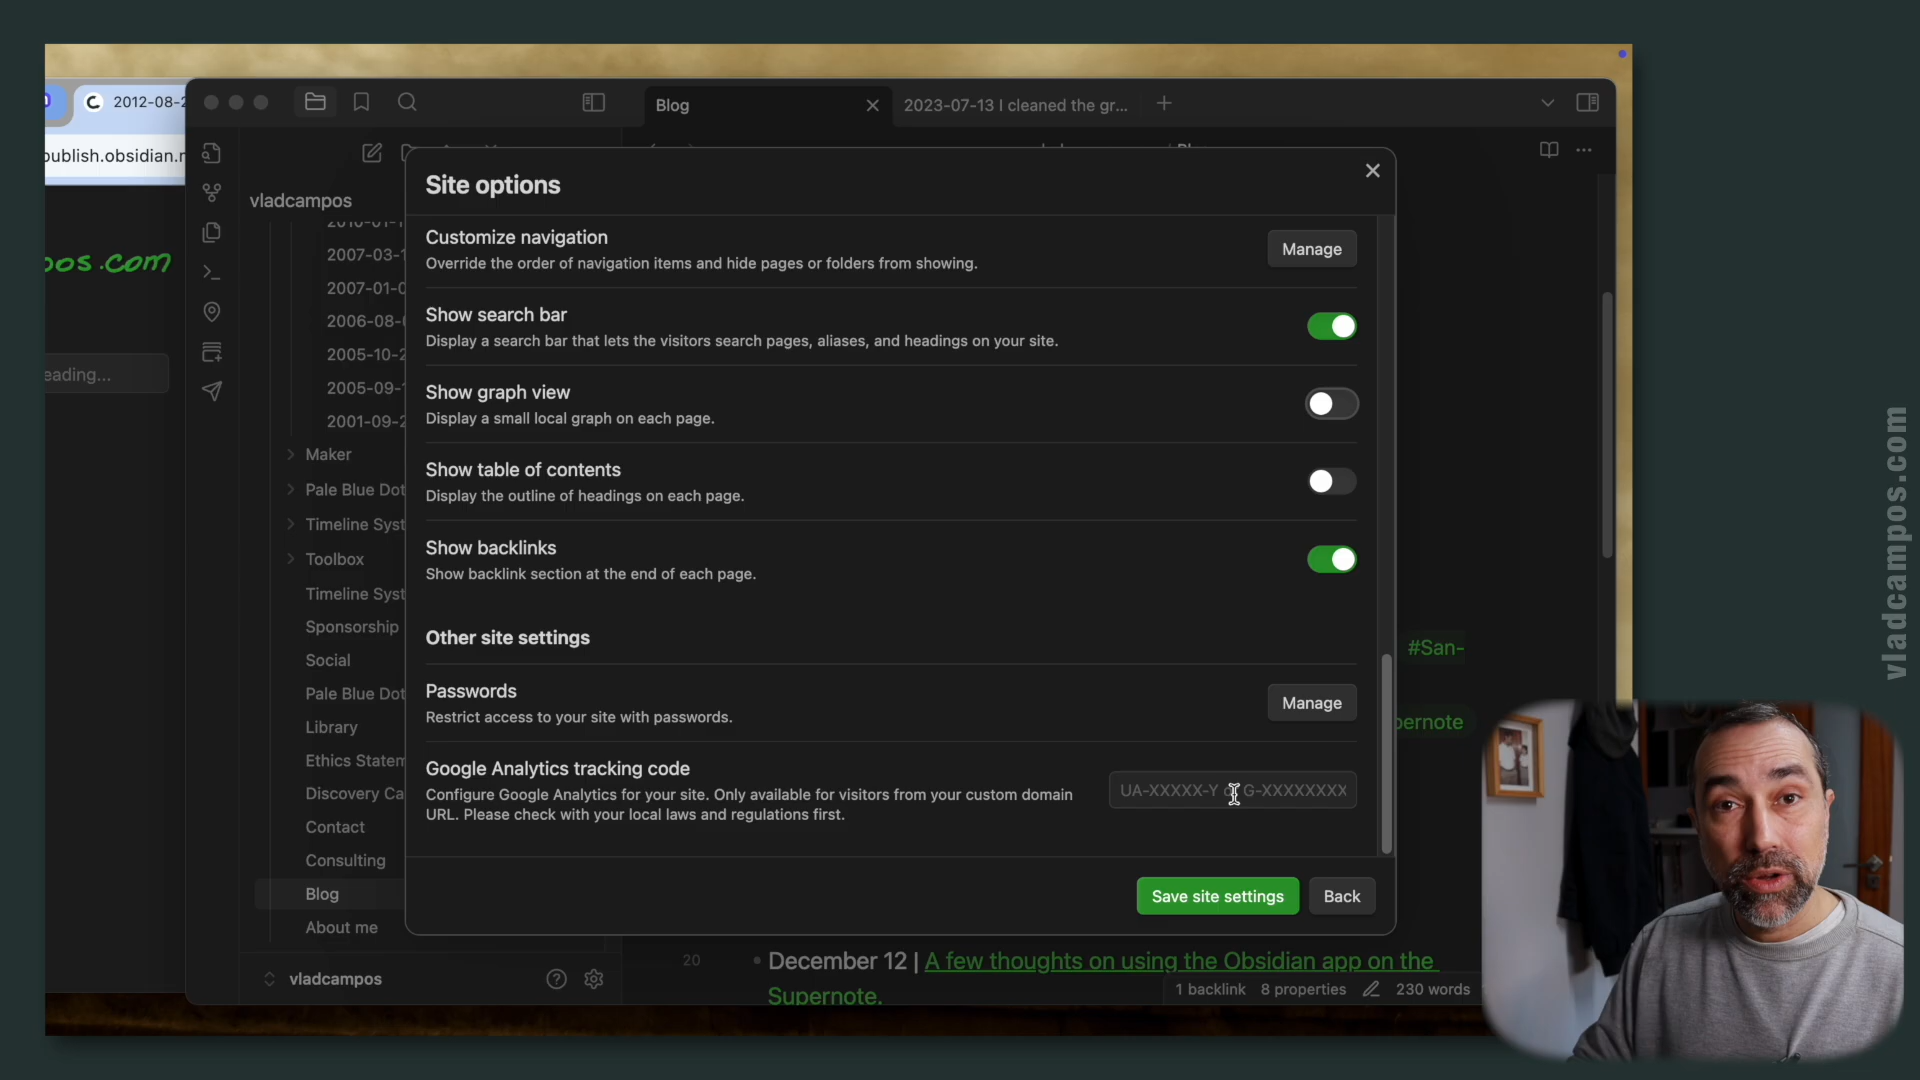 2012-08-2
publish.obsidian.r
pos.com
eading...
Blog
2023-07-13 I cleaned the gr...
vladcampos
2007-03-1
2007-01-0
2006-08-
2005-10-2
2005-09-1
2001-09-2
Maker
Pale Blue Dot
Timeline Syst
Toolbox
Timeline Syst
Sponsorship
Social
Pale Blue Dot
Library
Ethics Statem
Discovery Ca
Contact
Consulting
Blog
About me
vladcampos
Site options
Customize navigation
Override the order of navigation items and hide pages or folders from showing.
Manage
Show search bar
Display a search bar that lets the visitors search pages, aliases, and headings on your site.
Show graph view
Display a small local graph on each page.
Show table of contents
Display the outline of headings on each page.
Show backlinks
Show backlink section at the end of each page.
Other site settings
Passwords
Restrict access to your site with passwords.
Manage
Google Analytics tracking code
Configure Google Analytics for your site. Only available for visitors from your custom domain
URL. Please check with your local laws and regulations first.
UA-XXXXX-Y or G-XXXXXXXX
Save site settings
Back
#San-
pernote
20
• December 12 | A few thoughts on using the Obsidian app on the
Supernote.
1 backlink 8 properties 230 words
vladcampos.com